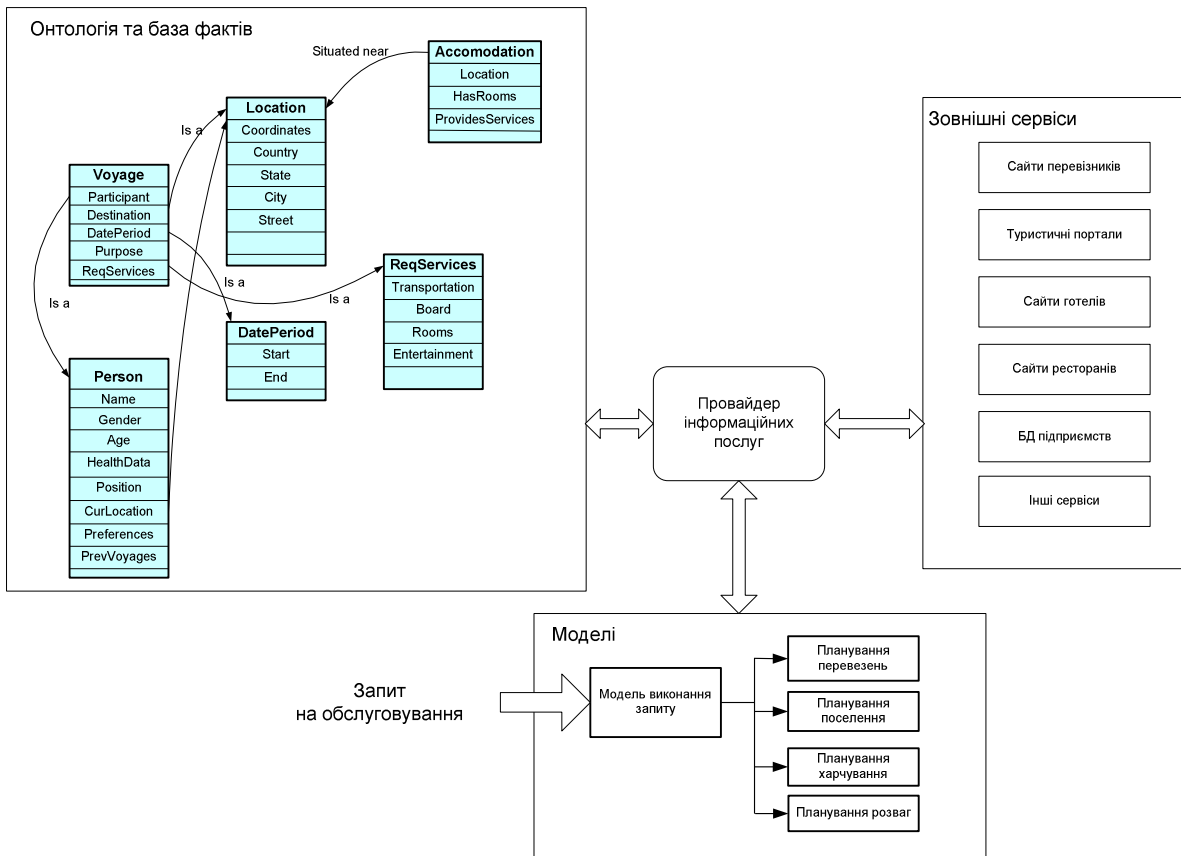 Онтологія та база фактів
Situated near
Accomodation
Location
HasRooms
ProvidesServices
Location
Coordinates
Country
State
City
Street
Is a
Voyage
Participant
Destination
DatePeriod
Purpose
ReqServices
Is a
Is a
Is a
ReqServices
Transportation
Board
Rooms
Entertainment
DatePeriod
Start
End
Person
Name
Gender
Age
HealthData
Position
CurLocation
Preferences
PrevVoyages
Провайдер
інформаційних
послуг
Зовнішні сервіси
Сайти перевізників
Туристичні портали
Сайти готелів
Сайти ресторанів
БД підприємств
Інші сервіси
Моделі
Запит
на обслуговування
Модель виконання
запиту
Планування
перевезень
Планування
поселення
Планування
харчування
Планування розваг